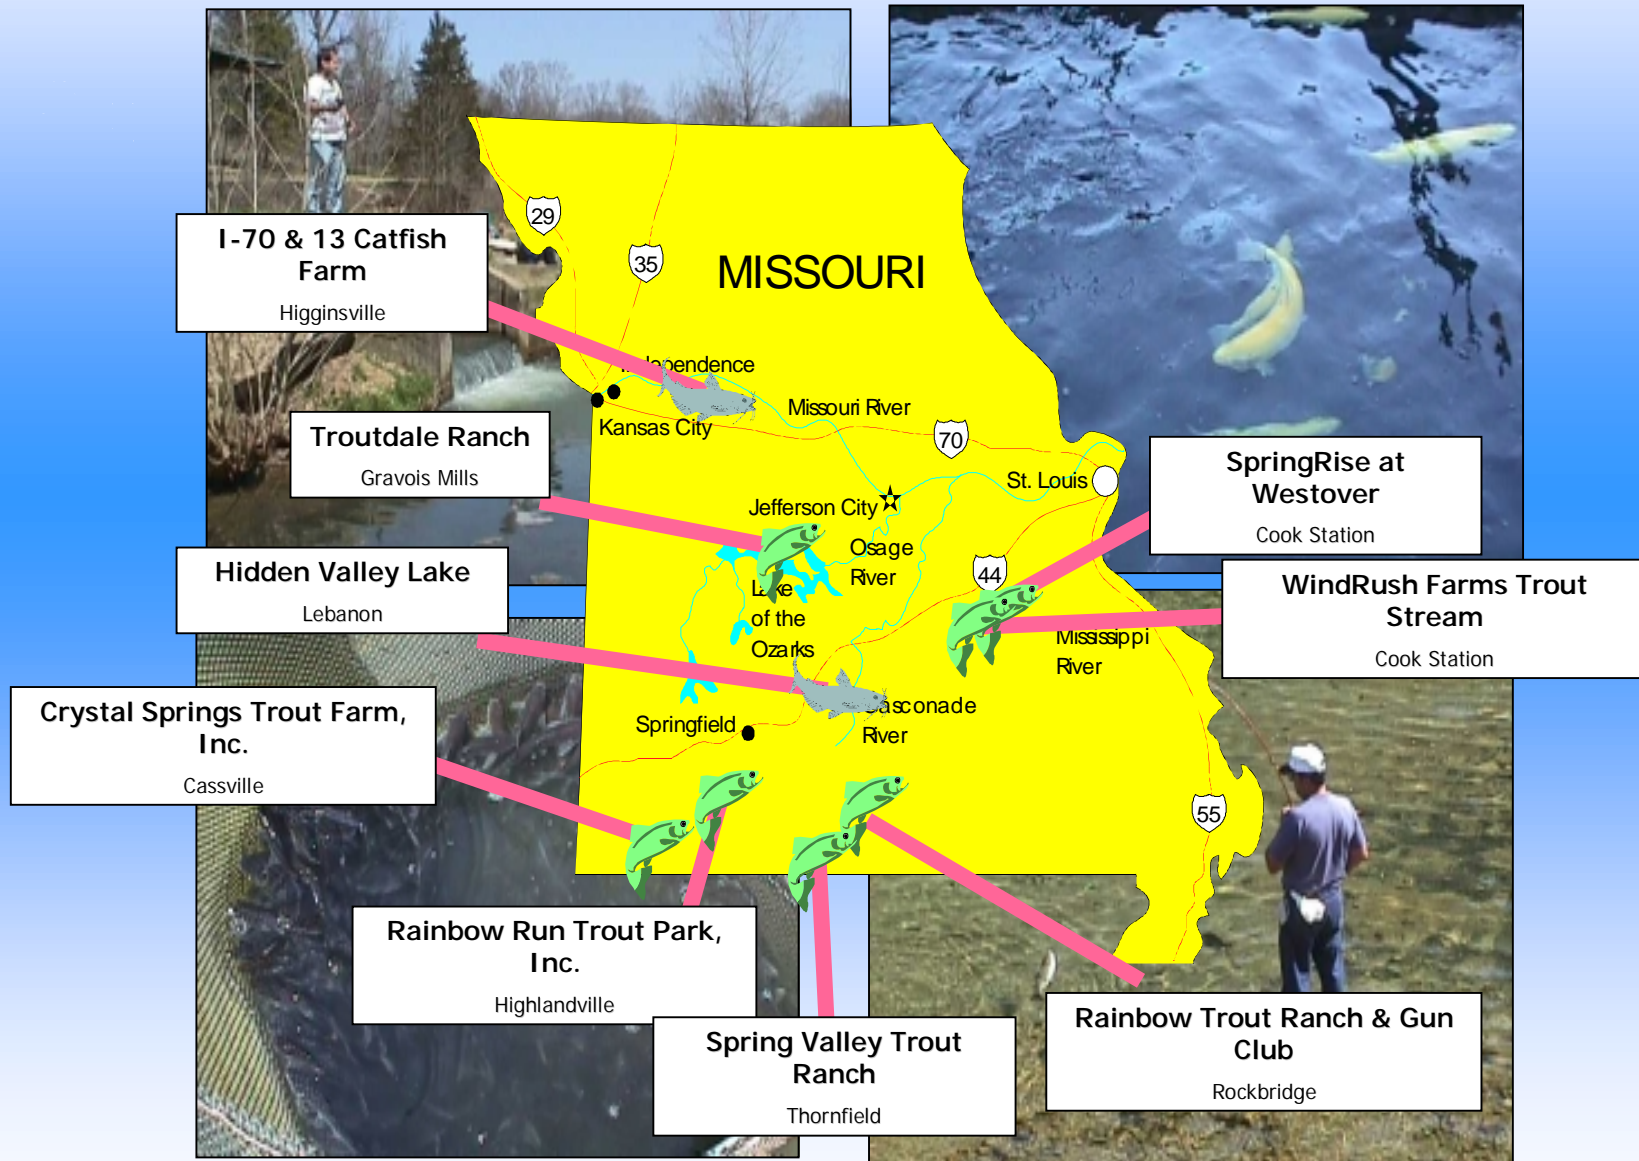 29
35
MISSOURI
I-70 & 13 Catfish
Farm
Higginsville
Independence
Missouri River
Kansas City
70
Troutdale Ranch
Gravois Mills
St. Louis
Jefferson City
SpringRise at
Westover
Cook Station
Osage
River
44
Hidden Valley Lake
Lebanon
Lake
of the
Ozarks
WindRush Farms Trout
Stream
Cook Station
Mississippi
River
Crystal Springs Trout Farm,
Inc.
Cassville
Springfield
Gasconade
River
55
Rainbow Run Trout Park,
Inc.
Highlandville
Spring Valley Trout
Ranch
Thornfield
Rainbow Trout Ranch & Gun
Club
Rockbridge